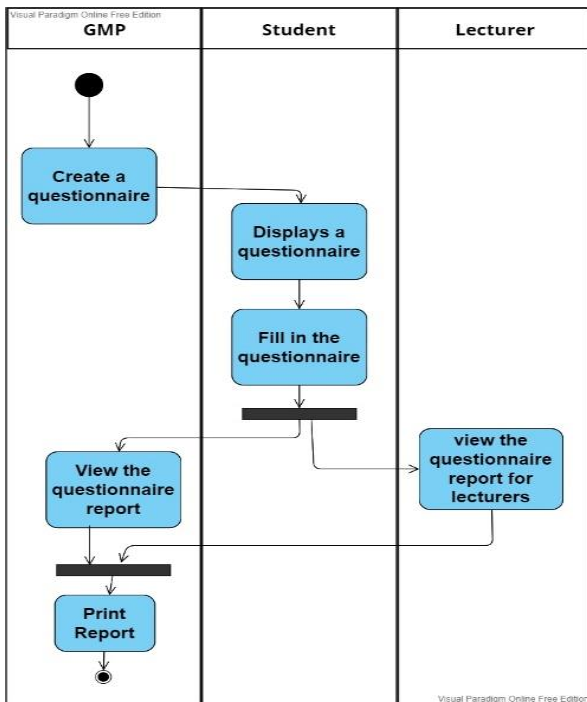 Visual Paradigm Online Free Edition
GMP
Student
Lecturer
Create a
questionnaire
Displays a
questionnaire
Fill in the
questionnaire
View the
questionnaire
report
view the
questionnaire
report for
lecturers
Print
Report
Visual Paradigm Online Free Edition